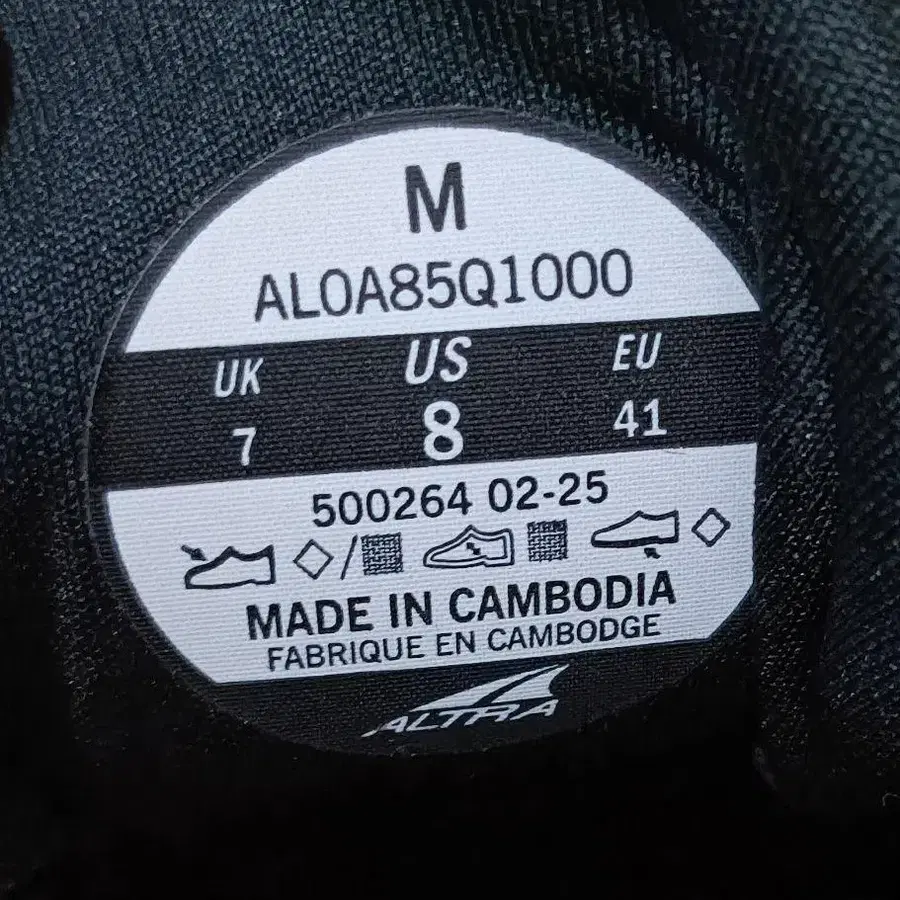 M
AL0A85Q1000
UK US EU
7 8 41
500264 02-25
MADE IN CAMBODIA
FABRIQUE EN CAMBODGE
ALTRA